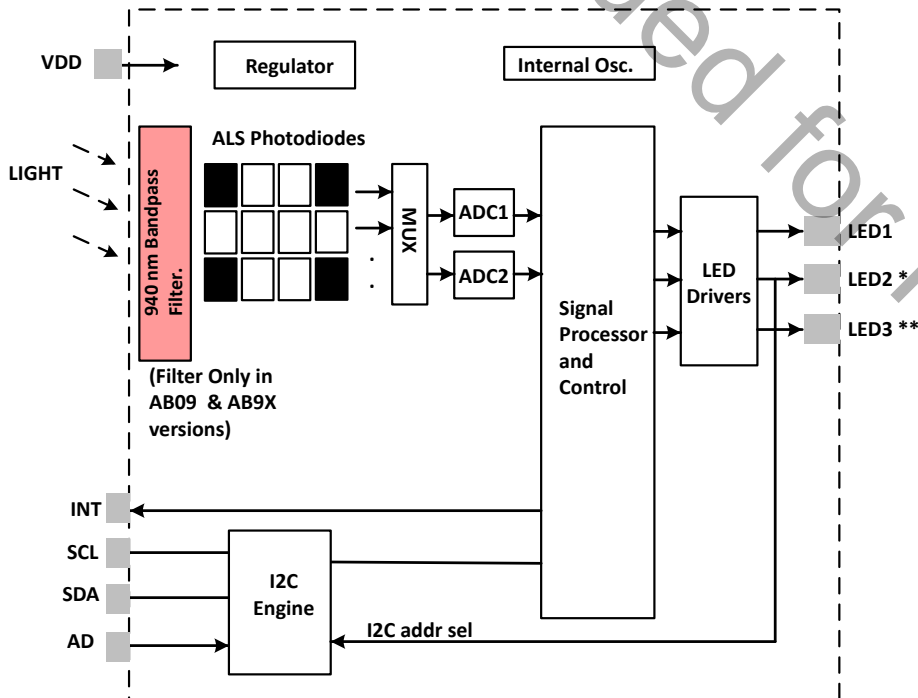 VDD
Regulator
Internal Osc.
ALS Photodiodes
LIGHT
940 nm Bandpass
Filter.
MUX
ADC1
ADC2
.
.
Signal
Processor
and
Control
LED
Drivers
LED1
LED2 *
LED3 **
(Filter Only in
AB09 & AB9X
versions)
INT
SCL
SDA
AD
I2C
Engine
I2C addr sel
for